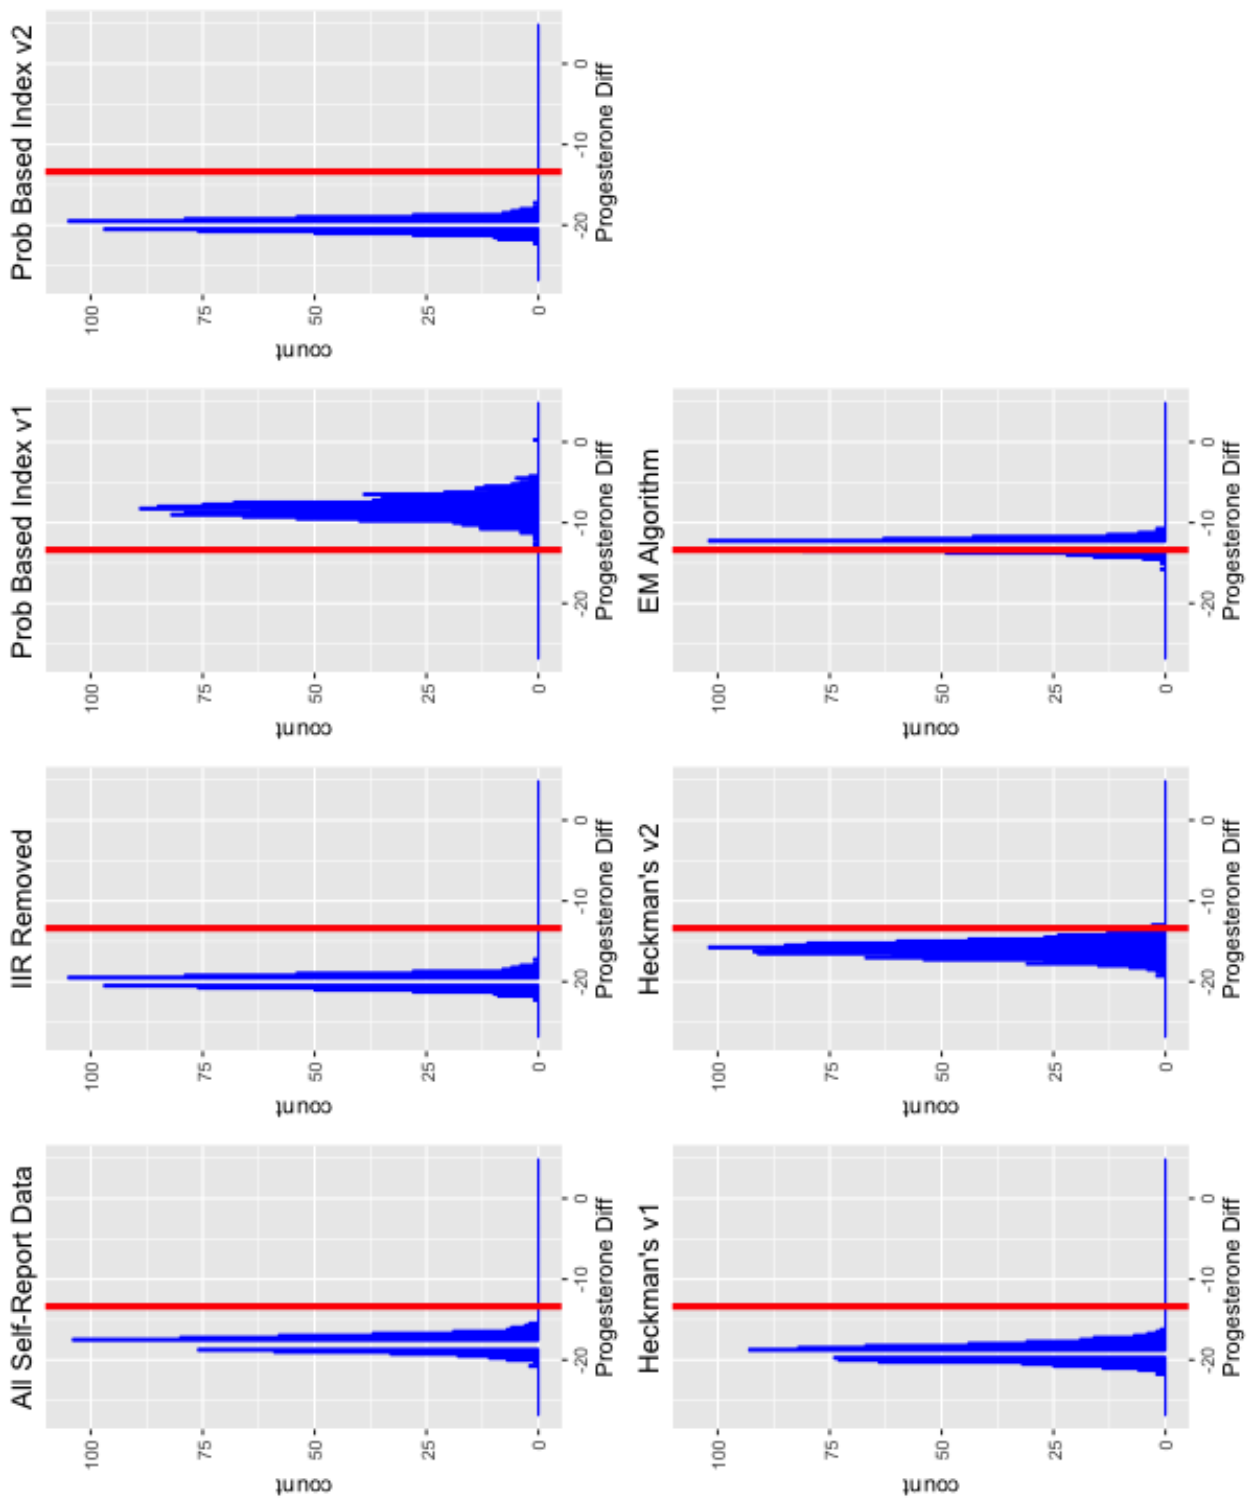 All Self-Report Data
count
100
75
50
25
0
-20
-10
0
Progesterone Diff
IIR Removed
count
100
75
50
25
0
-20
-10
0
Progesterone Diff
Prob Based Index v1
count
100
75
50
25
0
-20
-10
0
Progesterone Diff
Prob Based Index v2
count
100
75
50
25
0
-20
-10
0
Progesterone Diff
Heckman's v1
count
100
75
50
25
0
-20
-10
0
Progesterone Diff
Heckman's v2
count
100
75
50
25
0
-20
-10
0
Progesterone Diff
EM Algorithm
count
100
75
50
25
0
-20
-10
0
Progesterone Diff